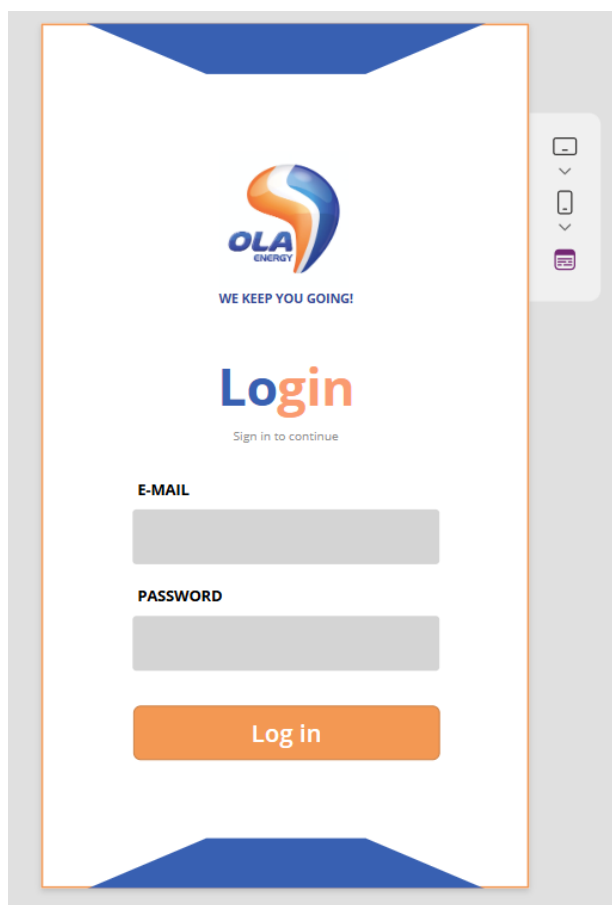 OLA
ENERGY
WE KEEP YOU GOING!
Login
Sign in to continue
E-MAIL
PASSWORD
Log in